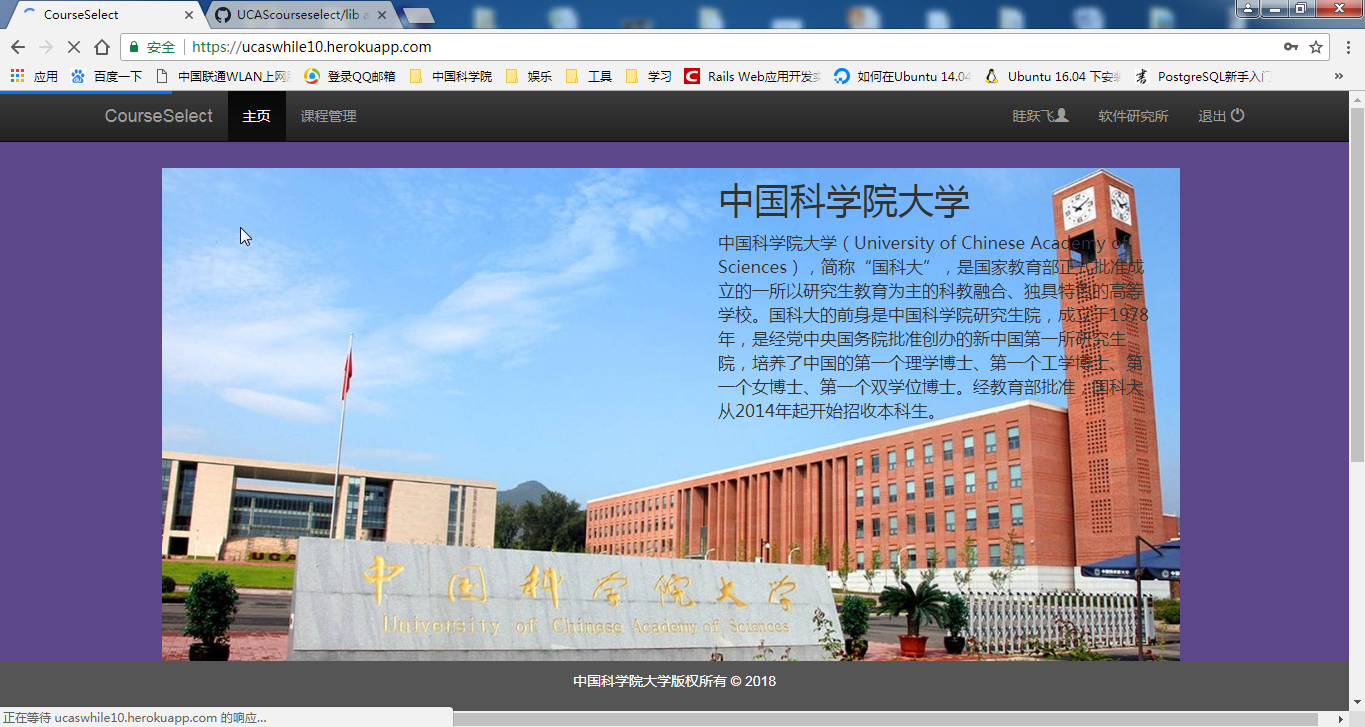 CourseSelect
UCAScourseselect/lib a
安全
https://ucaswhile10.herokuapp.com
应用
百度一下
中国联通WLAN上网
登录QQ邮箱
中国科学院
娱乐
工具
学习
Rails Web应用开发实
如何在Ubuntu 14.04
Ubuntu 16.04 下安装
PostgreSQL新手入门
»
CourseSelect
主页
课程管理
眭跃飞
软件研究所
退出
中国科学院大学
中国科学院大学（University of Chinese Academy of
Sciences），简称“国科大”，是国家教育部正式批准成
立的一所以研究生教育为主的科教融合、独具特色的高等
学校。国科大的前身是中国科学院研究生院，成立于1978
年，是经党中央国务院批准创办的新中国第一所研究生
院，培养了中国的第一个理学博士、第一个工学博士、第
一个女博士、第一个双学位博士。经教育部批准，国科大
从2014年起开始招收本科生。
UCA
中国科学院大学
University of Chinese Academy of Sciences
中国科学院大学版权所有 © 2018
正在等待 ucaswhile10.herokuapp.com 的响应...